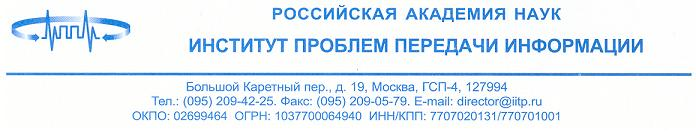 РОССИЙСКАЯ АКАДЕМИЯ НАУК
ИНСТИТУТ ПРОБЛЕМ ПЕРЕДАЧИ ИНФОРМАЦИИ
Большой Каретный пер., д. 19, Москва, ГСП-4, 127994
Тел.: (095) 209-42-25. Факс: (095) 209-05-79. E-mail: director@iitp.ru
ОКПО: 02699464 ОГРН: 1037700064940 ИНН/КПП: 7707020131/770701001